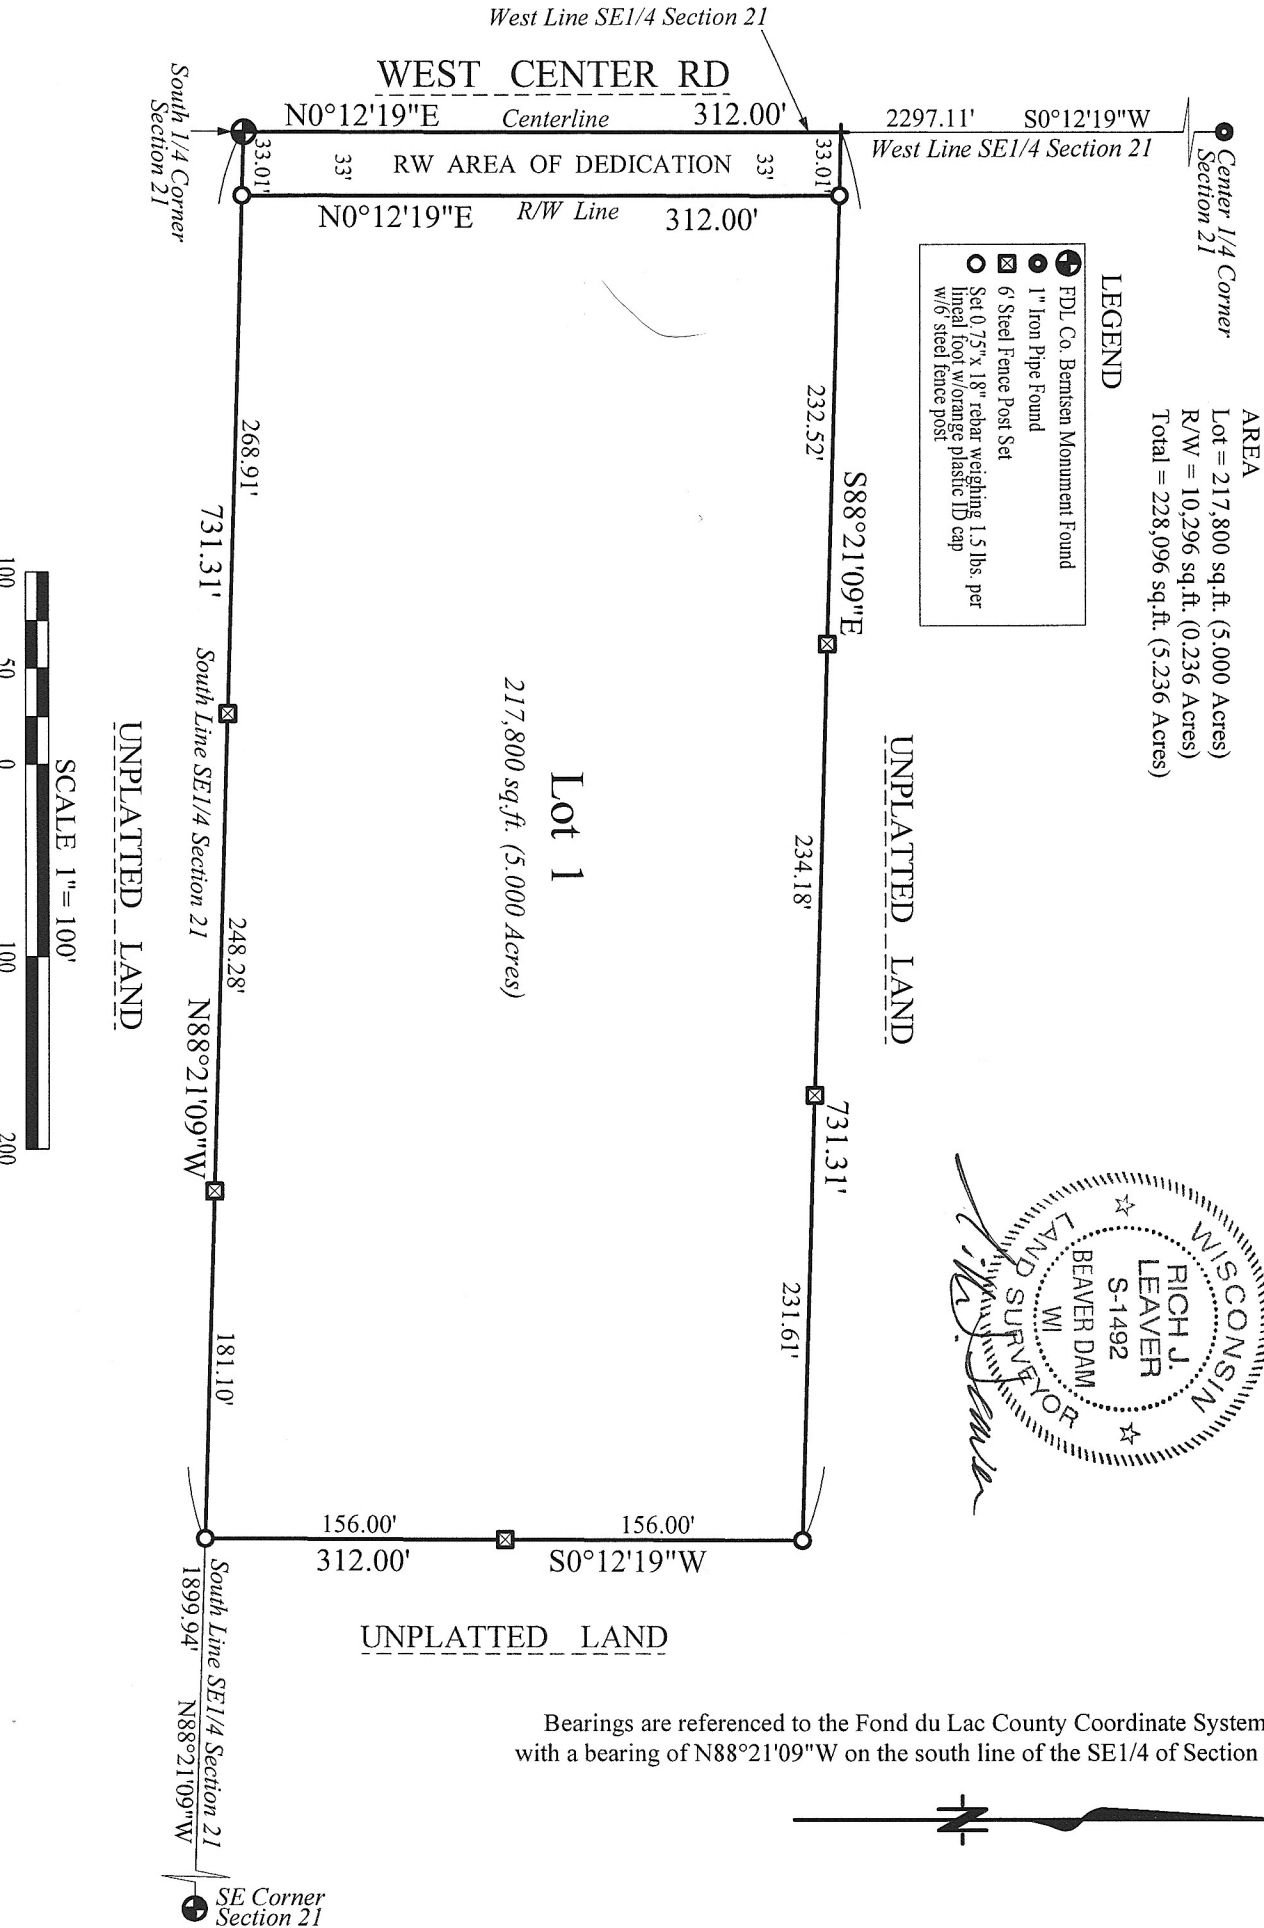 West Line SE1/4 Section 21
WEST CENTER RD
N0°12'19"E Centerline 312.00'
2297.11' S0°12'19"W
West Line SE1/4 Section 21
Center 1/4 Corner
Section 21
South 1/4 Corner
Section 21
33.01'
33'
RW AREA OF DEDICATION
33'
33.01'
N0°12'19"E R/W Line 312.00'
AREA
Lot = 217,800 sq.ft. (5.000 Acres)
R/W = 10,296 sq.ft. (0.236 Acres)
Total = 228,096 sq.ft. (5.236 Acres)
LEGEND
FDL Co. Berntsen Monument Found
1" Iron Pipe Found
6' Steel Fence Post Set
Set 0.75"x 18" rebar weighing 1.5 lbs. per
lineal foot w/orange plastic ID cap
w/6' steel fence post
232.52'
S88°21'09"E
234.18'
731.31'
231.61'
UNPLATTED LAND
Lot 1
217,800 sq.ft. (5.000 Acres)
268.91'
731.31'
South Line SE1/4 Section 21
248.28'
N88°21'09"W
181.10'
UNPLATTED LAND
SCALE 1"= 100'
100 50 0 100 200
WISCONSIN
RICH J.
LEAVER
S-1492
BEAVER DAM
WI
LAND SURVEYOR
156.00' 156.00'
312.00' S0°12'19"W
UNPLATTED LAND
South Line SE1/4 Section 21
1899.94' N88°21'09"W
SE Corner
Section 21
Bearings are referenced to the Fond du Lac County Coordinate System
with a bearing of N88°21'09"W on the south line of the SE1/4 of Section
N